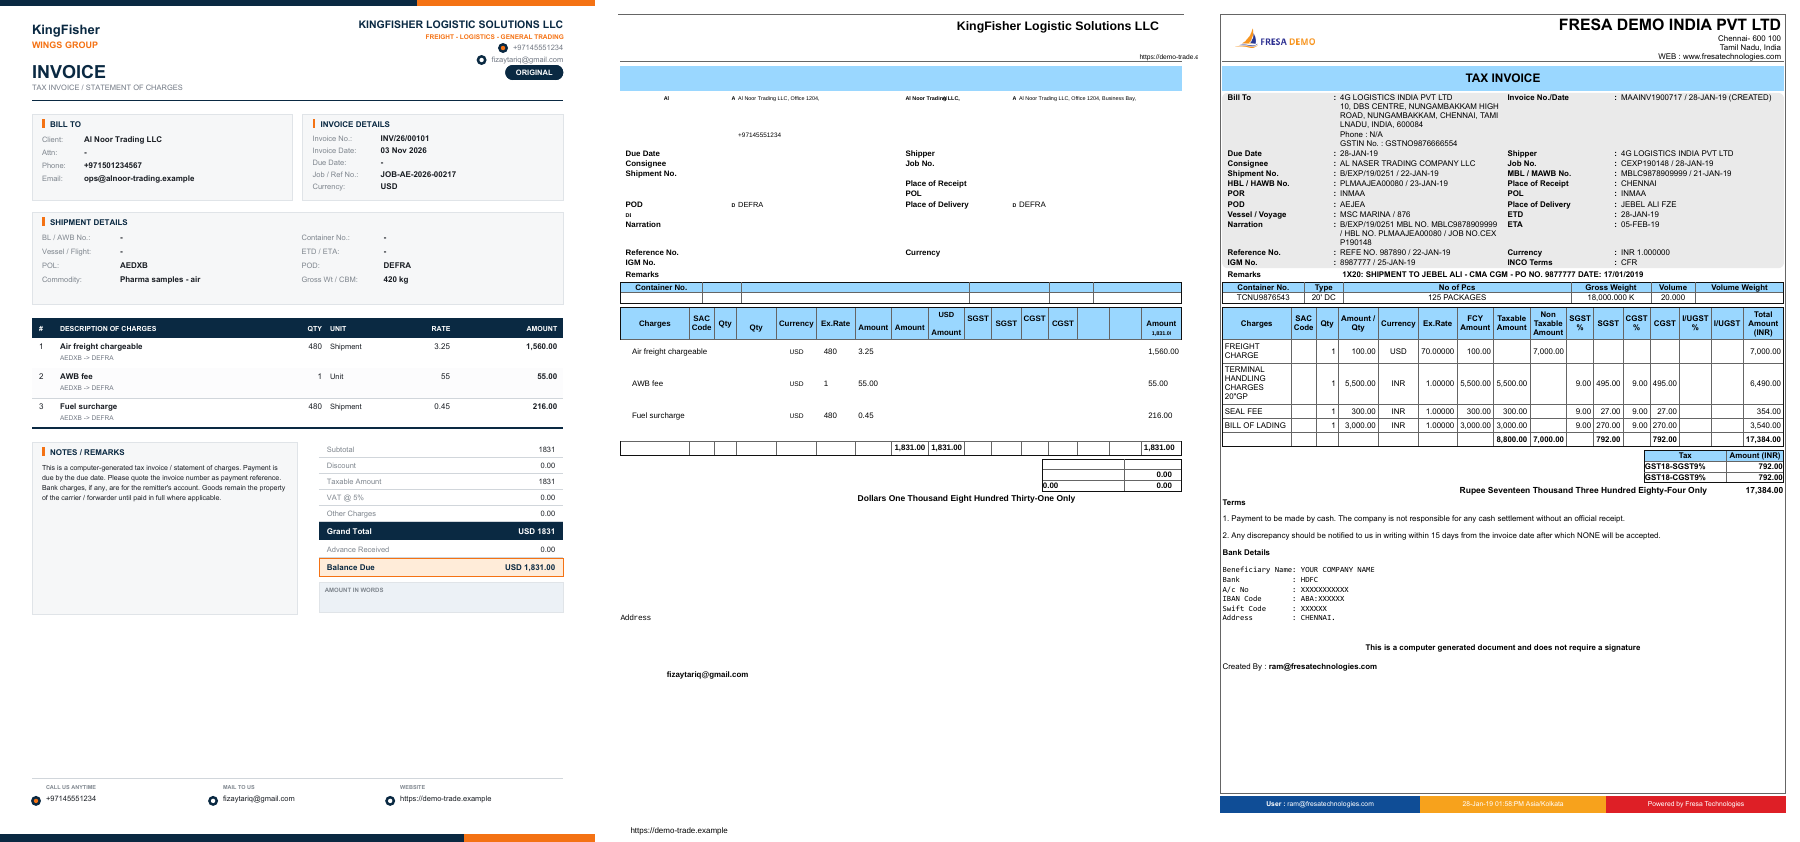 KingFisher
WINGS GROUP
KINGFISHER LOGISTIC SOLUTIONS LLC
FREIGHT - LOGISTICS - GENERAL TRADING
+97145551234
fizaytariq@gmail.com
ORIGINAL
INVOICE
TAX INVOICE / STATEMENT OF CHARGES
BILL TO
Client: Al Noor Trading LLC
Attn: -
Phone: +971501234567
Email: ops@alnoor-trading.example
INVOICE DETAILS
Invoice No.: INV/26/00101
Invoice Date: 03 Nov 2026
Due Date: -
Job / Ref No.: JOB-AE-2026-00217
Currency: USD
SHIPMENT DETAILS
BL / AWB No.: - Container No.: -
Vessel / Flight: - ETD / ETA: -
POL: AEDXB POD: DEFRA
Commodity: Pharma samples - air Gross Wt / CBM: 420 kg
# DESCRIPTION OF CHARGES QTY UNIT RATE AMOUNT
1 Air freight chargeable 480 Shipment 3.25 1,560.00
AEDXB -> DEFRA
2 AWB fee 1 Unit 55 55.00
AEDXB -> DEFRA
3 Fuel surcharge 480 Shipment 0.45 216.00
AEDXB -> DEFRA
NOTES / REMARKS
This is a computer-generated tax invoice / statement of charges. Payment is
due by the due date. Please quote the invoice number as payment reference.
Bank charges, if any, are for the remitter's account. Goods remain the property
of the carrier / forwarder until paid in full where applicable.
Subtotal 1831
Discount 0.00
Taxable Amount 1831
VAT @ 5% 0.00
Other Charges 0.00
Grand Total USD 1831
Advance Received 0.00
Balance Due USD 1,831.00
AMOUNT IN WORDS
CALL US ANYTIME
+97145551234
MAIL TO US
fizaytariq@gmail.com
WEBSITE
https://demo-trade.example
KingFisher Logistic Solutions LLC
https://demo-trade.e
Al A Al Noor Trading LLC, Office 1204, Al Noor Trading LLC, A Al Noor Trading LLC, Office 1204, Business Bay,
+97145551234
Due Date Shipper
Consignee Job No.
Shipment No.
Place of Receipt
POL
POD D DEFRA Place of Delivery D DEFRA
DI
Narration
Reference No. Currency
IGM No.
Remarks
Container No.
Charges SAC Code Qty Qty Currency Ex.Rate Amount Amount USD Amount SGST SGST CGST CGST Amount
1,831.0
Air freight chargeable USD 480 3.25 1,560.00
AWB fee USD 1 55.00 55.00
Fuel surcharge USD 480 0.45 216.00
1,831.00 1,831.00 1,831.00
0.00
0.00 0.00
Dollars One Thousand Eight Hundred Thirty-One Only
Address
fizaytariq@gmail.com
https://demo-trade.example
FRESA DEMO
FRESA DEMO INDIA PVT LTD
Chennai- 600 100
Tamil Nadu, India
WEB : www.fresatechnologies.com
TAX INVOICE
Bill To : 4G LOGISTICS INDIA PVT LTD Invoice No./Date : MAAINV1900717 / 28-JAN-19 (CREATED)
10, DBS CENTRE, NUNGAMBAKKAM HIGH
ROAD, NUNGAMBAKKAM, CHENNAI, TAMI
LNADU, INDIA, 600084
Phone : N/A
GSTIN No. : GSTNO9876666554
Due Date : 28-JAN-19 Shipper : 4G LOGISTICS INDIA PVT LTD
Consignee : AL NASER TRADING COMPANY LLC Job No. : CEXP190148 / 28-JAN-19
Shipment No. : B/EXP/19/0251 / 22-JAN-19 MBL / MAWB No. : MBLC9878909999 / 21-JAN-19
HBL / HAWB No. : PLMAAJEA00080 / 23-JAN-19 Place of Receipt : CHENNAI
POR : INMAA POL : INMAA
POD : AEJEA Place of Delivery : JEBEL ALI FZE
Vessel / Voyage : MSC MARINA / 876 ETD : 28-JAN-19
Narration : B/EXP/19/0251 MBL NO. MBLC9878909999 ETA : 05-FEB-19
/ HBL NO. PLMAAJEA00080 / JOB NO.CEX
P190148
Reference No. : REFE NO. 987890 / 22-JAN-19 Currency : INR 1.000000
IGM No. : 8987777 / 25-JAN-19 INCO Terms : CFR
Remarks 1X20: SHIPMENT TO JEBEL ALI - CMA CGM - PO NO. 9877777 DATE: 17/01/2019
Container No. Type No of Pcs Gross Weight Volume Volume Weight
TCNU9876543 20' DC 125 PACKAGES 18,000.000 K 20.000
Charges SAC Code Qty Amount / Qty Currency Ex.Rate FCY Amount Taxable Amount Non Taxable Amount SGST % SGST CGST % CGST I/UGST % I/UGST Total Amount (INR)
FREIGHT CHARGE 1 100.00 USD 70.00000 100.00 7,000.00 7,000.00
TERMINAL HANDLING CHARGES 20"GP 1 5,500.00 INR 1.00000 5,500.00 5,500.00 9.00 495.00 9.00 495.00 6,490.00
SEAL FEE 1 300.00 INR 1.00000 300.00 300.00 9.00 27.00 9.00 27.00 354.00
BILL OF LADING 1 3,000.00 INR 1.00000 3,000.00 3,000.00 9.00 270.00 9.00 270.00 3,540.00
8,800.00 7,000.00 792.00 792.00 17,384.00
Tax Amount (INR)
GST18-SGST9% 792.00
GST18-CGST9% 792.00
Rupee Seventeen Thousand Three Hundred Eighty-Four Only 17,384.00
Terms
1. Payment to be made by cash. The company is not responsible for any cash settlement without an official receipt.
2. Any discrepancy should be notified to us in writing within 15 days from the invoice date after which NONE will be accepted.
Bank Details
Beneficiary Name: YOUR COMPANY NAME
Bank : HDFC
A/c No : XXXXXXXXXXX
IBAN Code : ABA:XXXXXX
Swift Code : XXXXXX
Address : CHENNAI.
This is a computer generated document and does not require a signature
Created By : ram@fresatechnologies.com
User : ram@fresatechnologies.com
28-Jan-19 01:58:PM Asia/Kolkata
Powered by Fresa Technologies